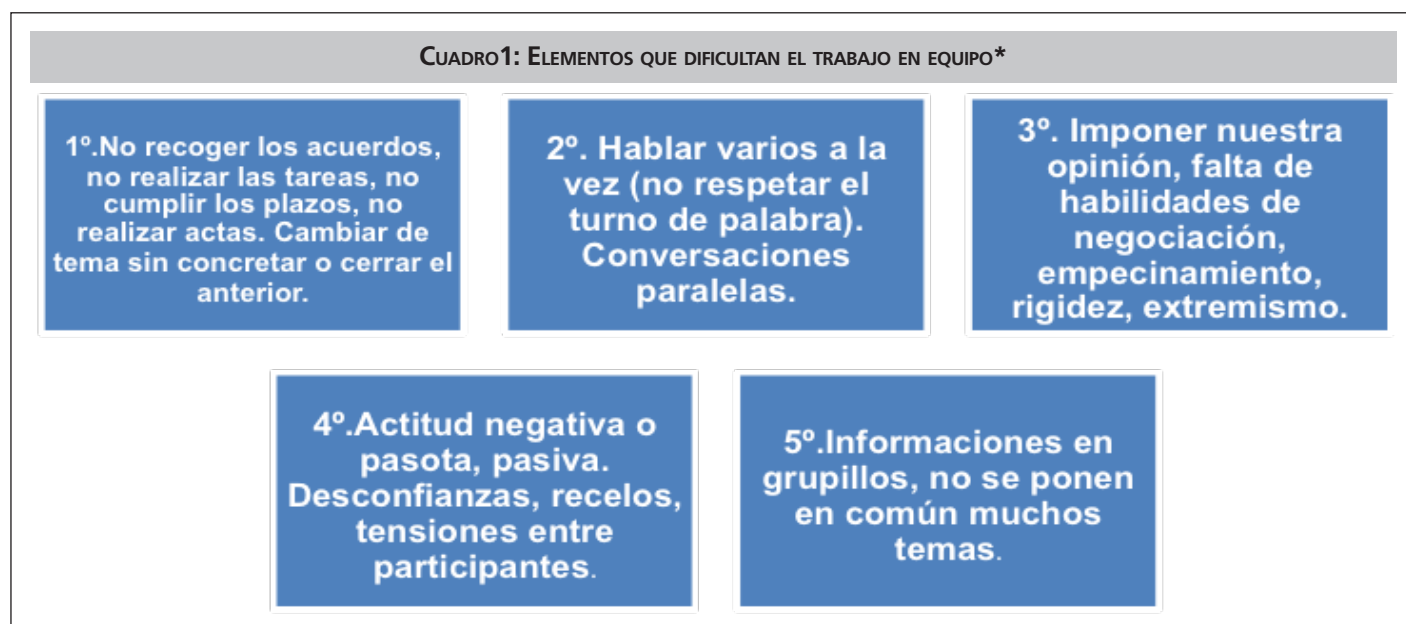 CUADRO1: ELEMENTOS QUE DIFICULTAN EL TRABAJO EN EQUIPO*
1º.No recoger los acuerdos,
no realizar las tareas, no
cumplir los plazos, no
realizar actas. Cambiar de
tema sin concretar o cerrar el
anterior.
2º. Hablar varios a la
vez (no respetar el
turno de palabra).
Conversaciones
paralelas.
3º. Imponer nuestra
opinión, falta de
habilidades de
negociación,
empecinamiento,
rigidez, extremismo.
4º.Actitud negativa o
pasota, pasiva.
Desconfianzas, recelos,
tensiones entre
participantes.
5º.Informaciones en
grupillos, no se ponen
en común muchos
temas.